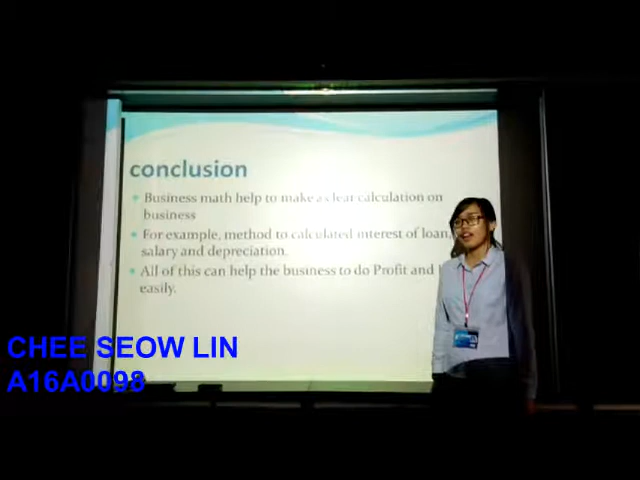 conclusion
Business math help to make a clear calculation on
business
For example, method to calculated interest of loan,
salary and depreciation.
All of this can help the business to do Profit and
easily.
CHEE SEOW LIN
A16A0098